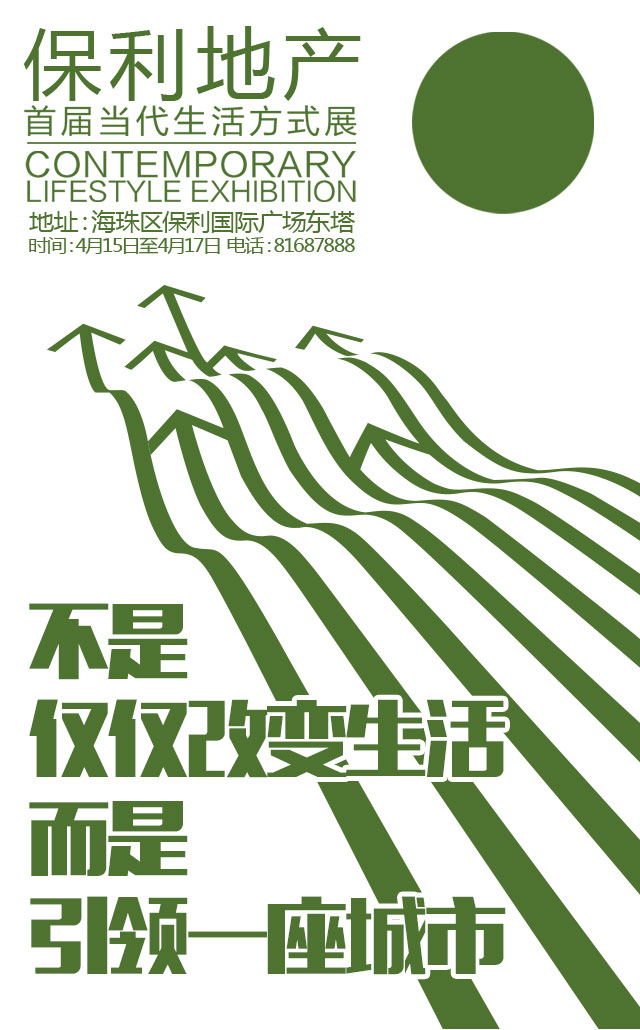 保利地产
首届当代生活方式展
CONTEMPORARY
LIFESTYLE EXHIBITION
地址:海珠区保利国际广场东塔
时间:4月15日至4月17日 电话:81687888
不是
仅仅改变生活
而是
引领一座城市